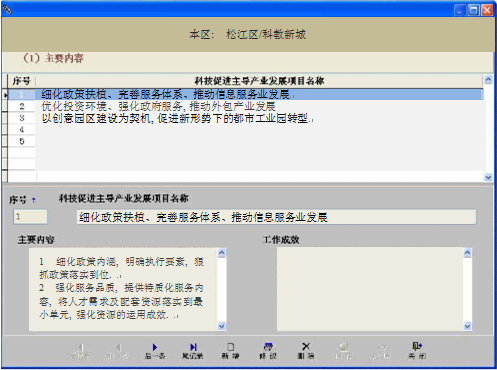 本区： 松江区/科教新城
（1）主要内容
序号 科技促进主导产业发展项目名称
1 细化政策扶植、完善服务体系、推动信息服务业发展
2 优化投资环境、强化政府服务,推动外包产业发展
3 以创意园区建设为契机,促进新形势下的都市工业园转型.
4
5
序号 科技促进主导产业发展项目名称
1 细化政策扶植、完善服务体系、推动信息服务业发展
主要内容 工作成效
1 细化政策内涵, 明确执行要素, 狠
抓政策落实到位.
2 强化服务品质, 提供特质化服务内
容, 将人才需求及配套资源落实到最
小单元, 强化资源的运用成效.
后一条 尾记录 新 增 修 改 删 除 关 闭